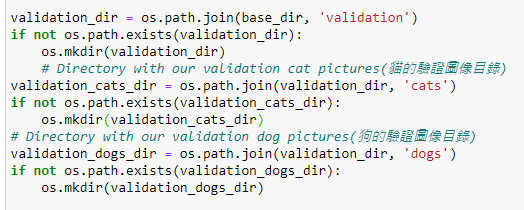 validation_dir = os.path.join(base_dir, 'validation')
if not os.path.exists(validation_dir):
    os.mkdir(validation_dir)
    # Directory with our validation cat pictures(貓的驗證圖像目錄)
validation_cats_dir = os.path.join(validation_dir, 'cats')
if not os.path.exists(validation_cats_dir):
    os.mkdir(validation_cats_dir)
# Directory with our validation dog pictures(狗的驗證圖像目錄)
validation_dogs_dir = os.path.join(validation_dir, 'dogs')
if not os.path.exists(validation_dogs_dir):
    os.mkdir(validation_dogs_dir)